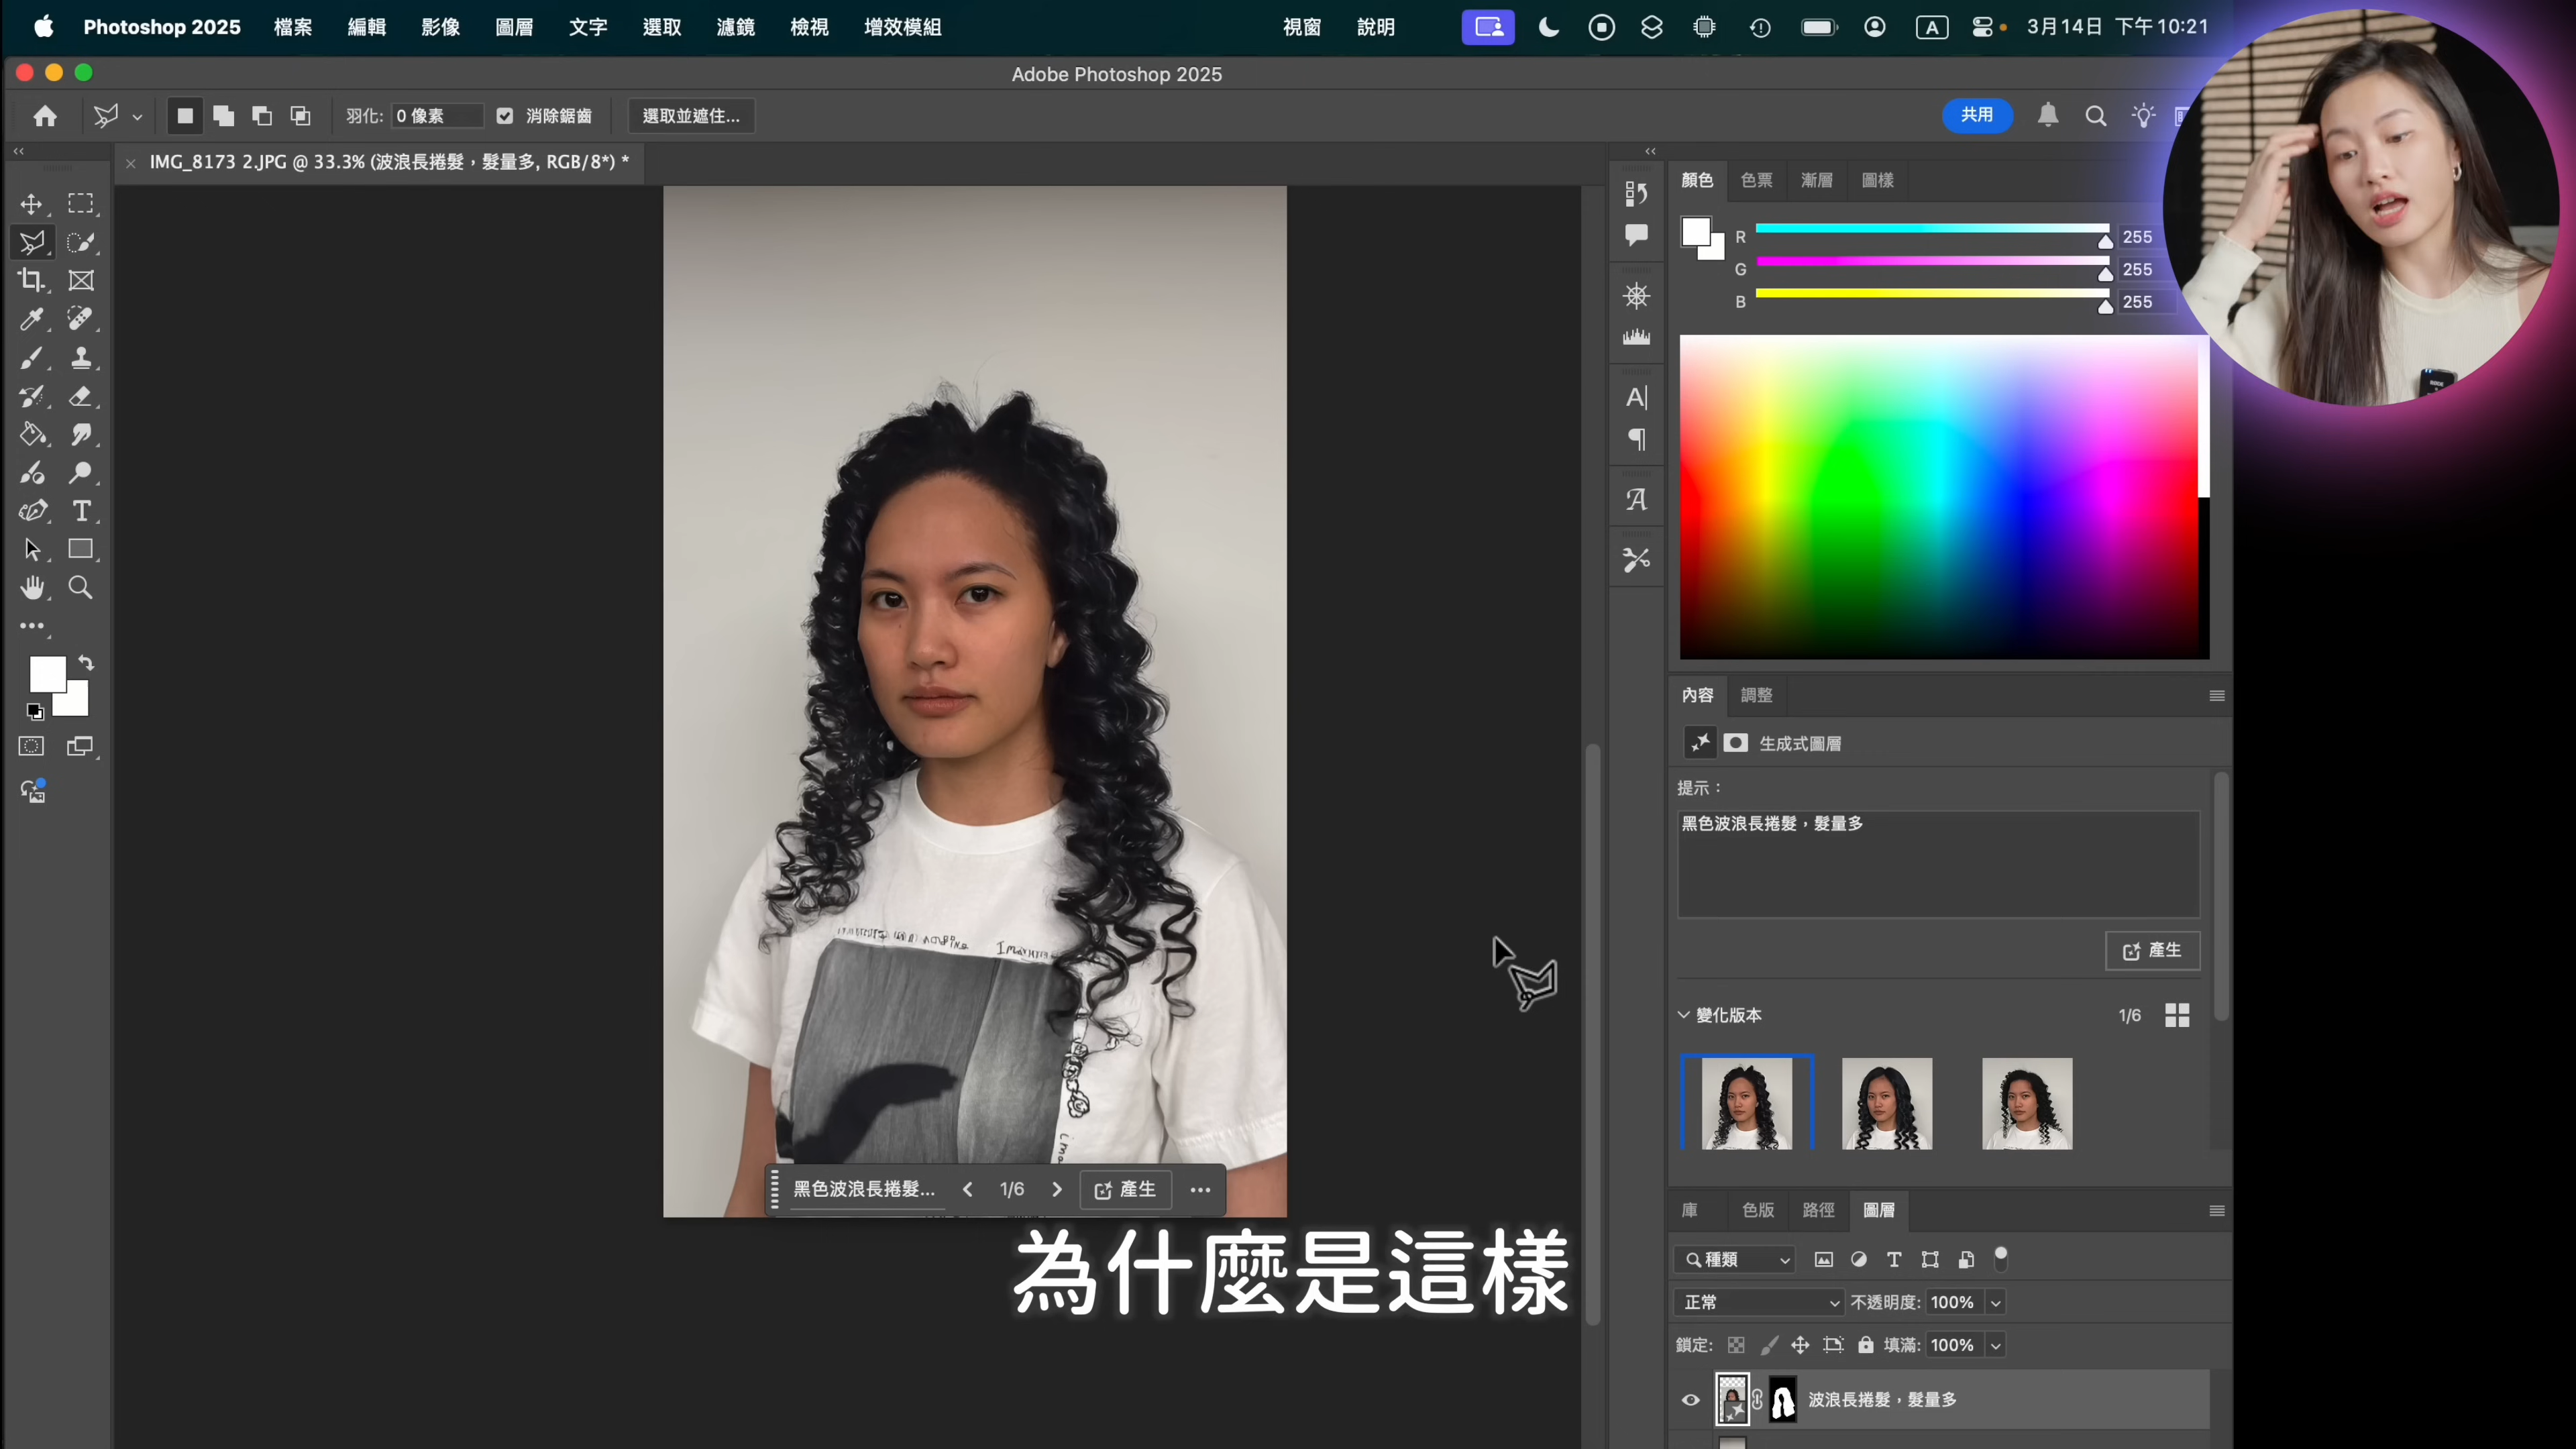 Photoshop 2025 檔案 編輯 影像 圖層 文字 選取 濾鏡 檢視 增效模組 視窗 說明 A 3月14日 下午10:21
Adobe Photoshop 2025
羽化: 0 像素 消除鋸齒 選取並遮住... 共用
IMG_8173 2.JPG @ 33.3% (波浪長捲髮，髮量多, RGB/8*) *
顏色 色票 漸層 圖樣
R 255
G 255
B 255
內容 調整
生成式圖層
提示：
黑色波浪長捲髮，髮量多
產生
變化版本 1/6
黑色波浪長捲髮... 1/6 產生
為什麼是這樣
庫 色版 路徑 圖層
種類
正常 不透明度: 100%
鎖定: 填滿: 100%
波浪長捲髮，髮量多